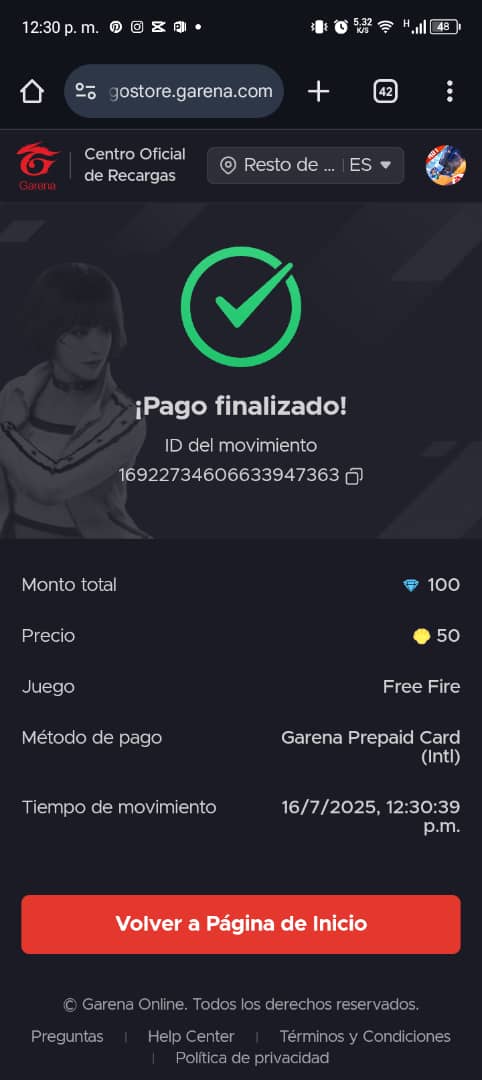 12:30 p. m.
5.32
K/S
H
48
gostore.garena.com
42
Garena
Centro Oficial
de Recargas
Resto de ... | ES
¡Pago finalizado!
ID del movimiento
16922734606633947363
Monto total 100
Precio 50
Juego Free Fire
Método de pago Garena Prepaid Card
(Intl)
Tiempo de movimiento 16/7/2025, 12:30:39
p.m.
Volver a Página de Inicio
© Garena Online. Todos los derechos reservados.
Preguntas | Help Center | Términos y Condiciones
| Política de privacidad